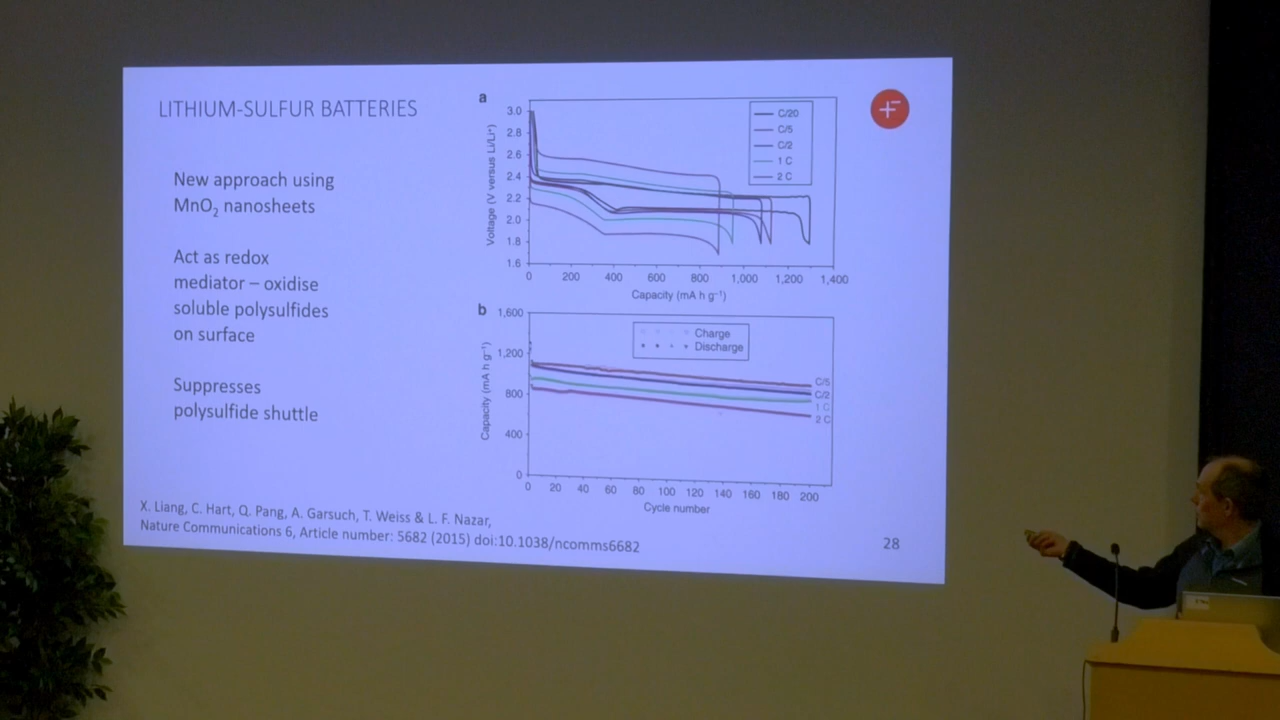 LITHIUM-SULFUR BATTERIES
New approach using
MnO₂ nanosheets
Act as redox
mediator – oxidise
soluble polysulfides
on surface
Suppresses
polysulfide shuttle
X. Liang, C. Hart, Q. Pang, A. Garsuch, T. Weiss & L. F. Nazar,
Nature Communications 6, Article number: 5682 (2015) doi:10.1038/ncomms6682
a
Voltage (V versus Li/Li⁺)
3.0
2.8
2.6
2.4
2.2
2.0
1.8
1.6
C/20
C/5
C/2
1 C
2 C
0 200 400 600 800 1,000 1,200 1,400
Capacity (mA h g⁻¹)
b
Capacity (mA h g⁻¹)
1,600
1,200
800
400
0
Charge
Discharge
C/5
C/2
1 C
2 C
0 20 40 60 80 100 120 140 160 180 200
Cycle number
28